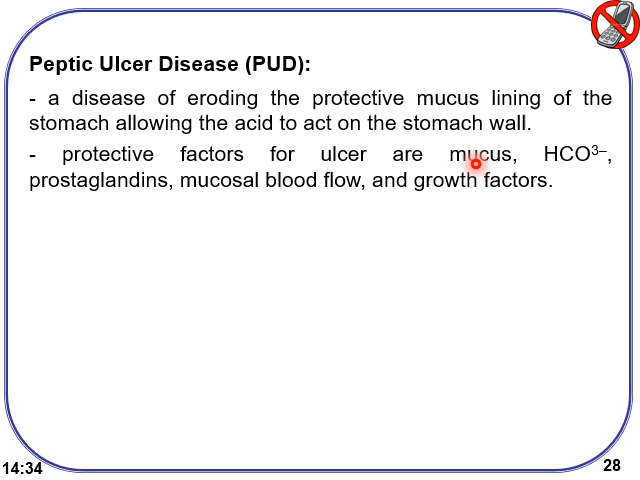 Peptic Ulcer Disease (PUD):
- a disease of eroding the protective mucus lining of the
stomach allowing the acid to act on the stomach wall.
- protective factors for ulcer are mucus, HCO³⁻,
prostaglandins, mucosal blood flow, and growth factors.
14:34
28